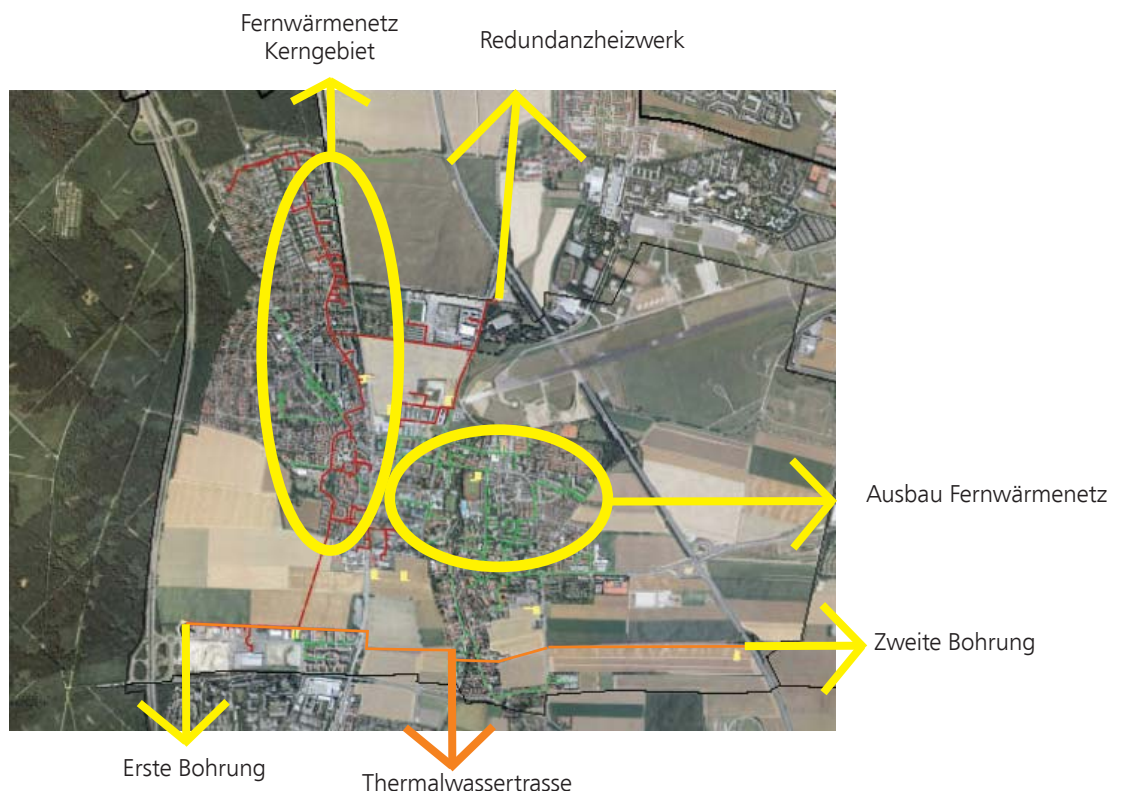 Fernwärmenetz
Kerngebiet
Redundanzheizwerk
Ausbau Fernwärmenetz
Zweite Bohrung
Erste Bohrung
Thermalwassertrasse